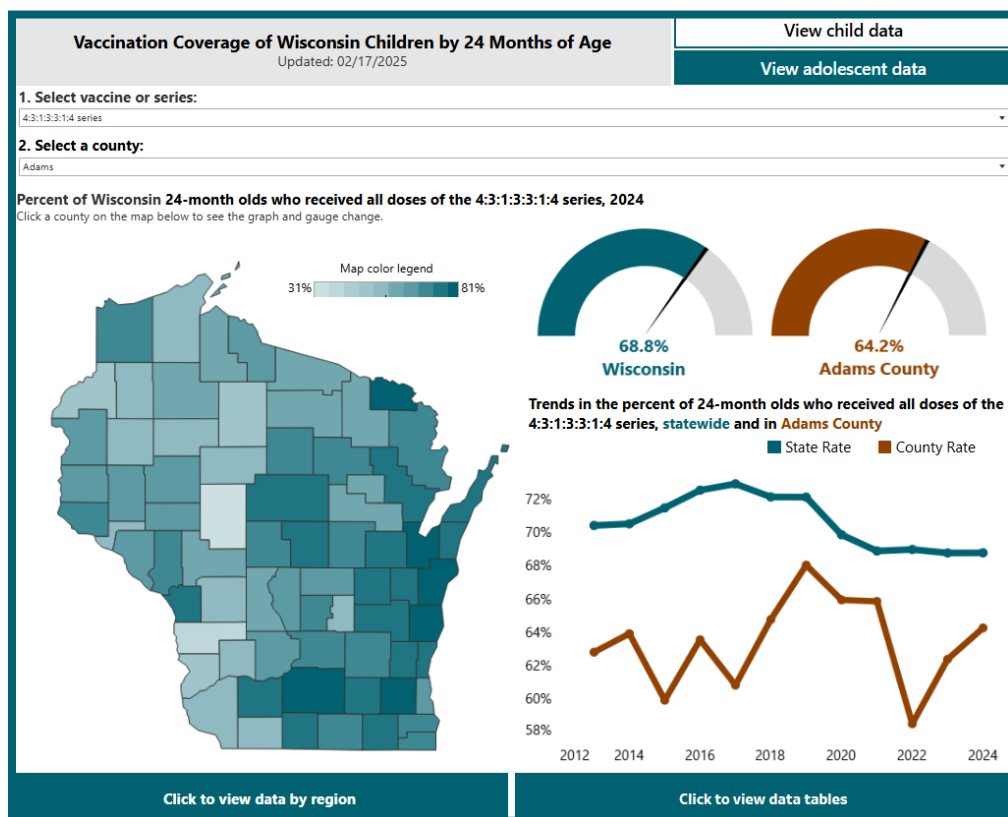 Vaccination Coverage of Wisconsin Children by 24 Months of Age
Updated: 02/17/2025
View child data
View adolescent data
1. Select vaccine or series:
4:3:1:3:3:1:4 series
2. Select a county:
Adams
Percent of Wisconsin 24-month olds who received all doses of the 4:3:1:3:3:1:4 series, 2024
Click a county on the map below to see the graph and gauge change.
Map color legend
31% 81%
68.8%
Wisconsin
64.2%
Adams County
Trends in the percent of 24-month olds who received all doses of the
4:3:1:3:3:1:4 series, statewide and in Adams County
State Rate County Rate
72%
70%
68%
66%
64%
62%
60%
58%
2012 2014 2016 2018 2020 2022 2024
Click to view data by region
Click to view data tables